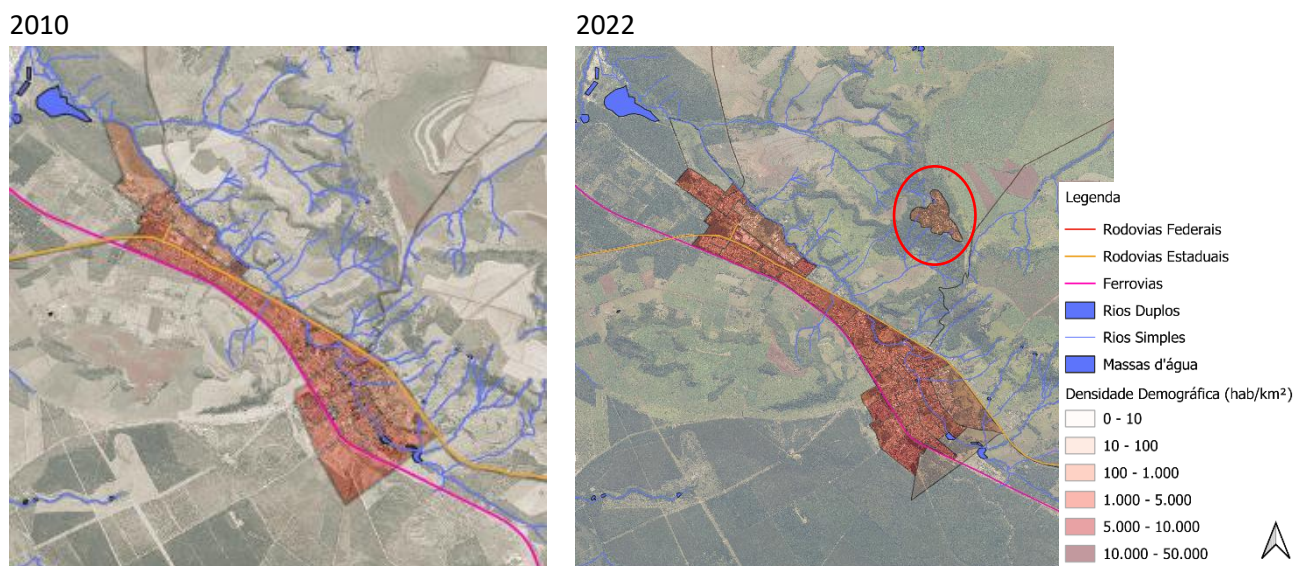 2010
2022
Legenda
Rodovias Federais
Rodovias Estaduais
Ferrovias
Rios Duplos
Rios Simples
Massas d'água
Densidade Demográfica (hab/km²)
0 - 10
10 - 100
100 - 1.000
1.000 - 5.000
5.000 - 10.000
10.000 - 50.000